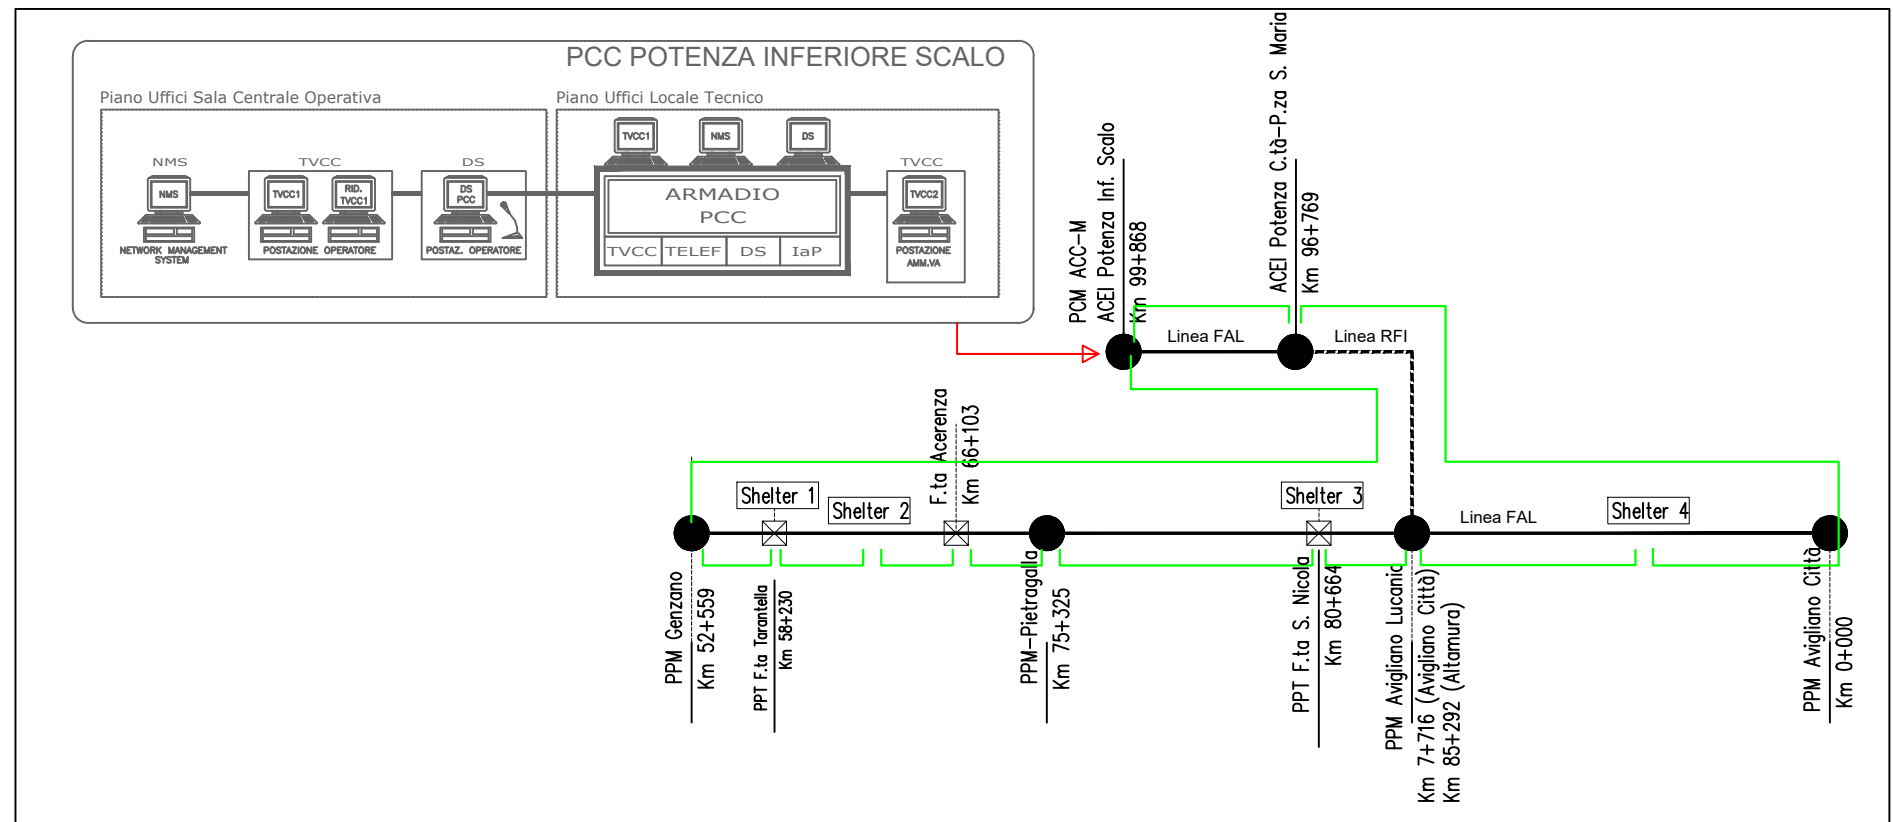 PCC POTENZA INFERIORE SCALO
Piano Uffici Sala Centrale Operativa
NMS
TVCC
DS
NMS
TVCC1
RID.
TVCC1
DS
PCC
NETWORK MANAGEMENT
SYSTEM
POSTAZIONE OPERATORE
POSTAZ. OPERATORE
Piano Uffici Locale Tecnico
TVCC1
NMS
DS
ARMADIO
PCC
TVCC
TELEF
DS
IaP
TVCC
TVCC2
POSTAZIONE
AMM.VA
PCM ACC-M
ACEI Potenza Inf. Scalo
Km 99+868
ACEI Potenza C.tà-P.za S. Maria
Km 96+769
Linea FAL
Linea RFI
F.ta Acerenza
Km 66+103
Shelter 1
Shelter 2
Shelter 3
Linea FAL
Shelter 4
PPM Genzano
Km 52+559
PPT F.ta Tarantella
Km 58+230
PPM-Pietragalla
Km 75+325
PPT F.ta S. Nicola
Km 80+664
PPM Avigliano Lucania
Km 7+716 (Avigliano Città)
Km 85+292 (Altamura)
PPM Avigliano Città
Km 0+000